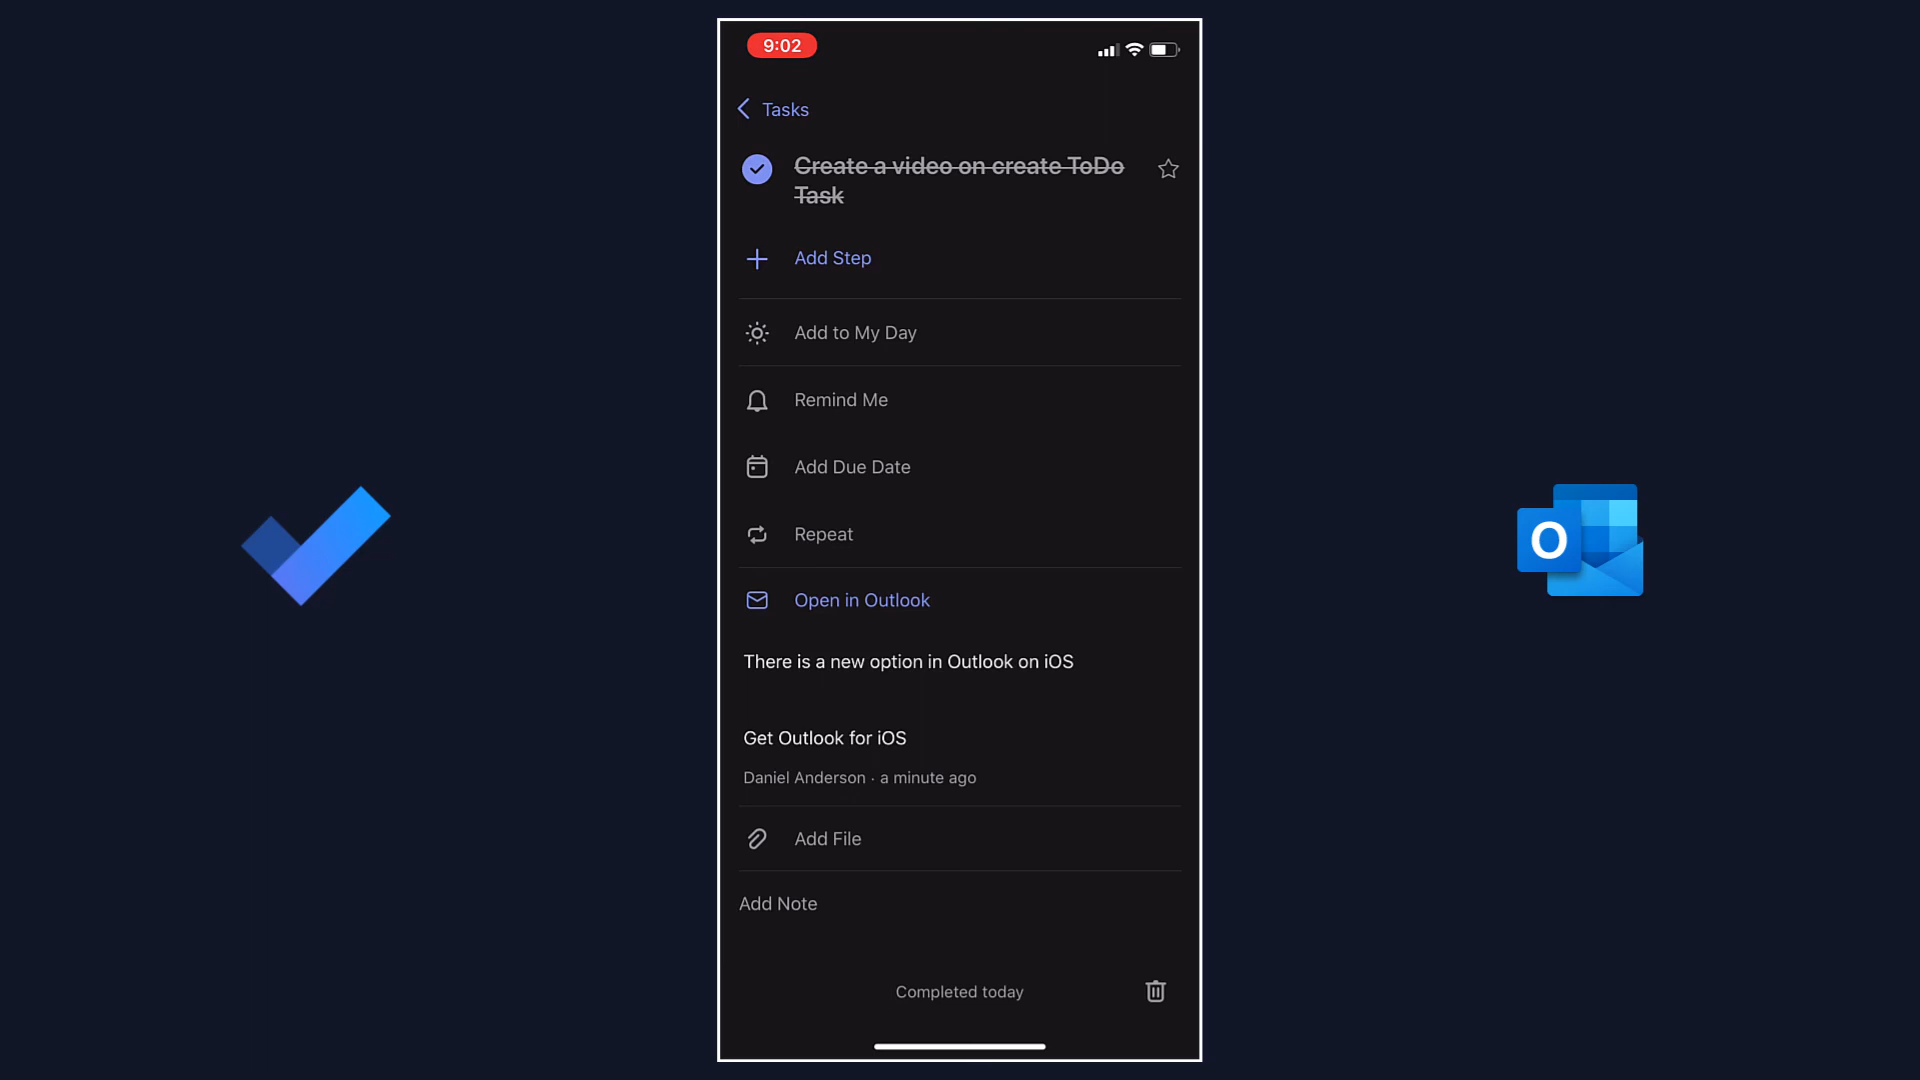 9:02
Tasks
Create a video on create ToDo
Task
Add Step
Add to My Day
Remind Me
Add Due Date
Repeat
Open in Outlook
There is a new option in Outlook on iOS
Get Outlook for iOS
Daniel Anderson · a minute ago
Add File
Add Note
Completed today
O